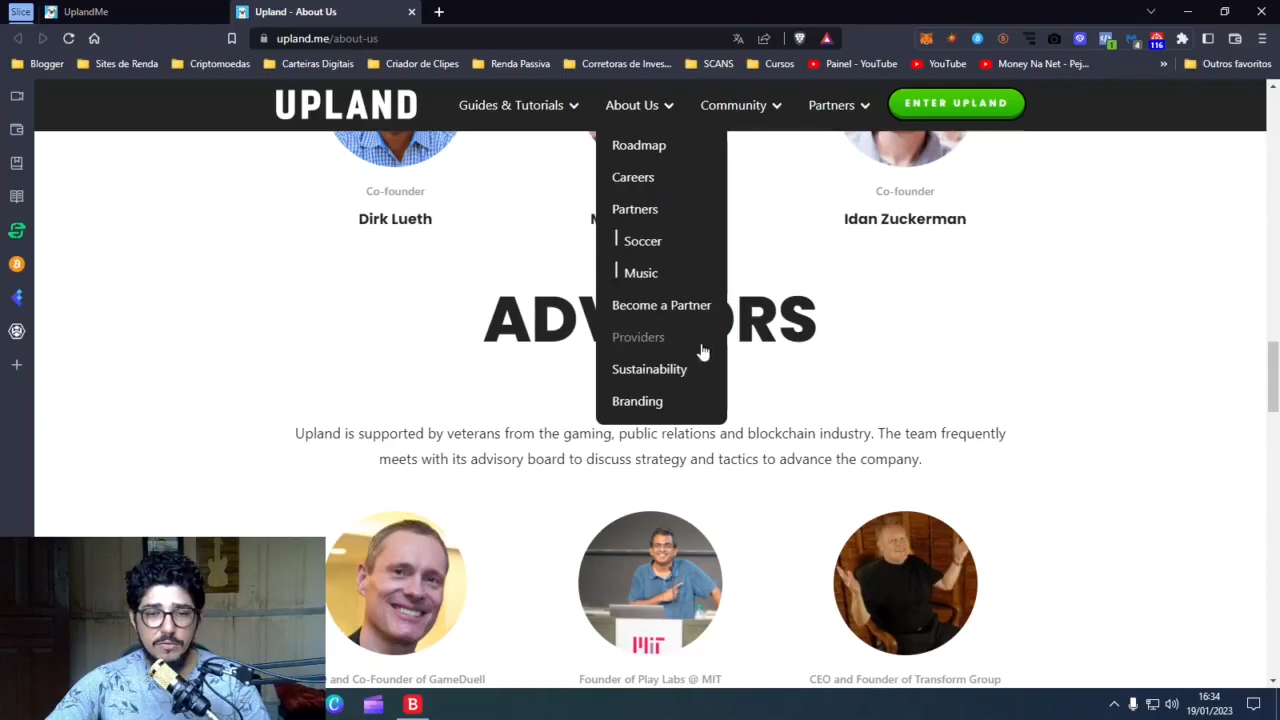 Slice
UplandMe
Upland - About Us
upland.me/about-us
116
Blogger
Sites de Renda
Criptomoedas
Carteiras Digitais
Criador de Clipes
Renda Passiva
Corretoras de Inves...
SCANS
Cursos
Painel - YouTube
YouTube
Money Na Net - Pej...
Outros favoritos
UPLAND
Guides & Tutorials
About Us
Community
Partners
ENTER UPLAND
Roadmap
Careers
Partners
Soccer
Music
Become a Partner
Providers
Sustainability
Branding
Co-founder
Dirk Lueth
Co-founder
Idan Zuckerman
Upland is supported by veterans from the gaming, public relations and blockchain industry. The team frequently
meets with its advisory board to discuss strategy and tactics to advance the company.
MIT
and Co-Founder of GameDuell
Founder of Play Labs @ MIT
CEO and Founder of Transform Group
16:34
19/01/2023